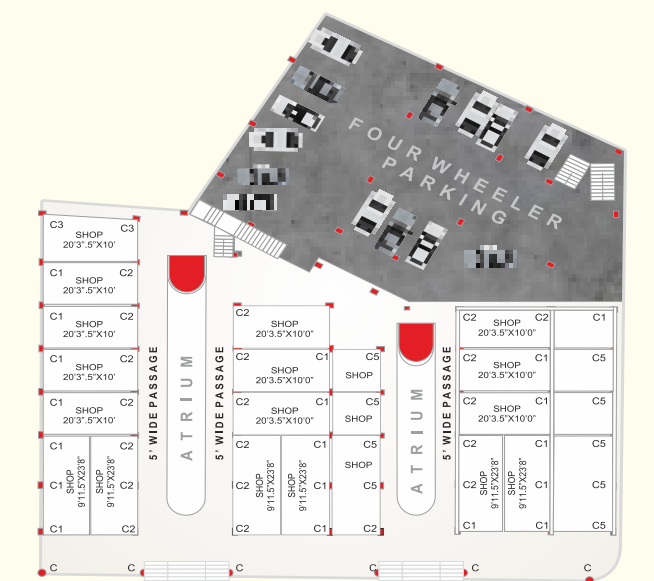 FOUR WHEELER
PARKING
C3 C3
SHOP
20'3".5"X10'
C1 C2
SHOP
20'3".5"X10'
C1 C2
SHOP
20'3".5"X10'
C1 C2
SHOP
20'3".5"X10'
C1 C2
SHOP
20'3".5"X10'
C1 C2
C2 C2
C1 C2
SHOP
9'11.5"X23'8"
SHOP
9'11.5"X23'8"
5' WIDE PASSAGE
ATRIUM
5' WIDE PASSAGE
C2
SHOP
20'3.5"X10'0"
C2 C1 C5
SHOP
20'3.5"X10'0"
SHOP
C2 C1 C5
SHOP
20'3.5"X10'0"
SHOP
C2 C1 C5
SHOP
C2 C1 C5
C2 C1 C2
SHOP
9'11.5"X23'8"
SHOP
9'11.5"X23'8"
ATRIUM
5' WIDE PASSAGE
C2 C2 C1
SHOP
20'3.5"X10'0"
C2 C1 C5
SHOP
20'3.5"X10'0"
C2 C1 C5
SHOP
20'3.5"X10'0"
C2 C1 C5
C2 C1 C5
C1 C1 C5
SHOP
9'11.5"X23'8"
SHOP
9'11.5"X23'8"
C C C C C C